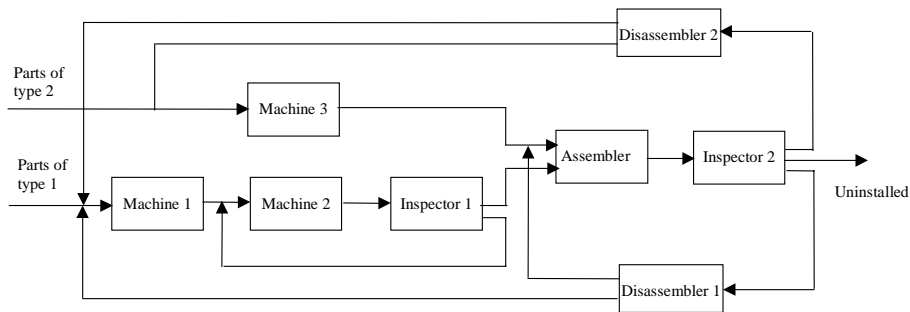 Disassembler 2
Parts of
type 2
Machine 3
Assembler
Inspector 2
Parts of
type 1
Uninstalled
Machine 1
Machine 2
Inspector 1
Disassembler 1